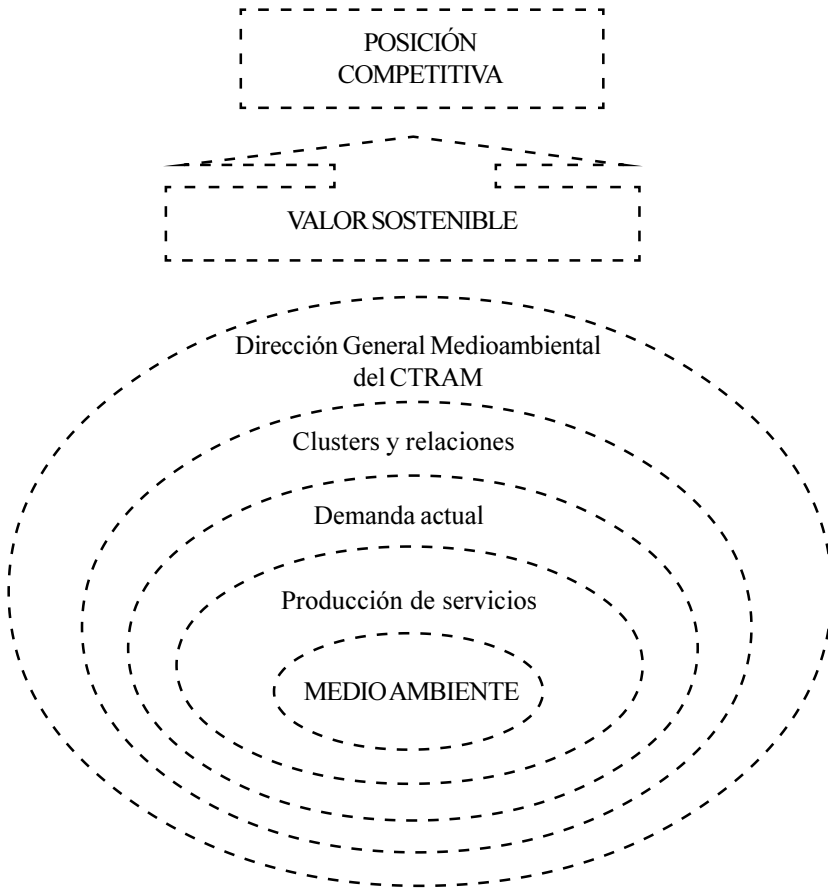 POSICIÓN
COMPETITIVA
VALOR SOSTENIBLE
Dirección General Medioambiental
del CTRAM
Clusters y relaciones
Demanda actual
Producción de servicios
MEDIO AMBIENTE